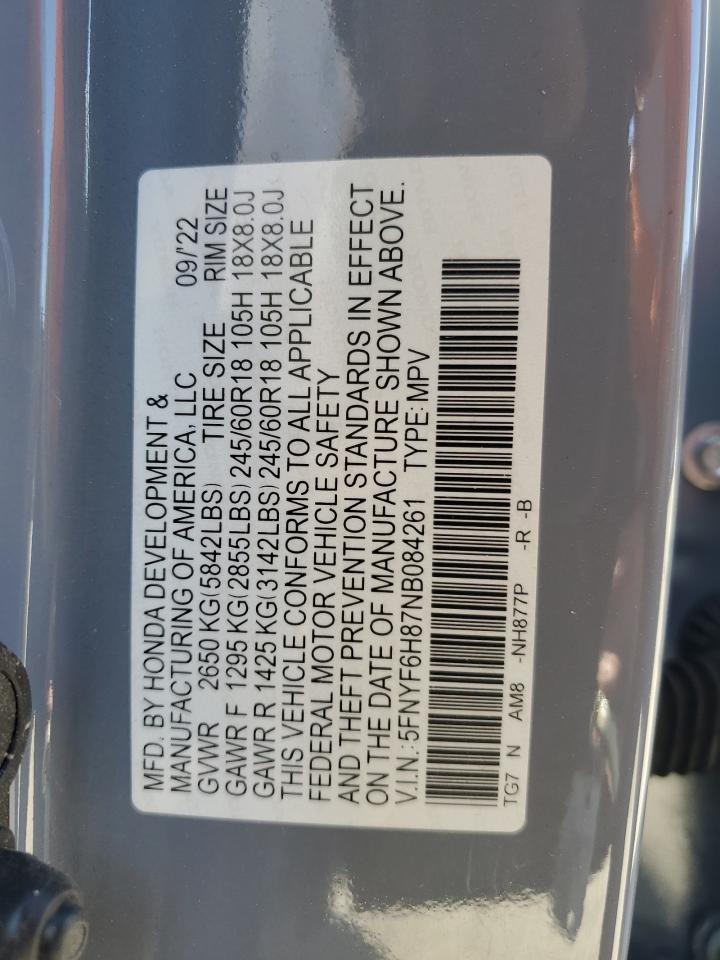 MFD. BY HONDA DEVELOPMENT &
MANUFACTURING OF AMERICA, LLC 09/'22
GVWR 2650 KG(5842LBS) TIRE SIZE RIM SIZE
GAWR F 1295 KG(2855LBS) 245/60R18 105H 18X8.0J
GAWR R 1425 KG(3142LBS) 245/60R18 105H 18X8.0J
THIS VEHICLE CONFORMS TO ALL APPLICABLE
FEDERAL MOTOR VEHICLE SAFETY
AND THEFT PREVENTION STANDARDS IN EFFECT
ON THE DATE OF MANUFACTURE SHOWN ABOVE.
V.I.N.:5FNYF6H87NB084261 TYPE:MPV
TG7 N AM8 -NH877P -R -B